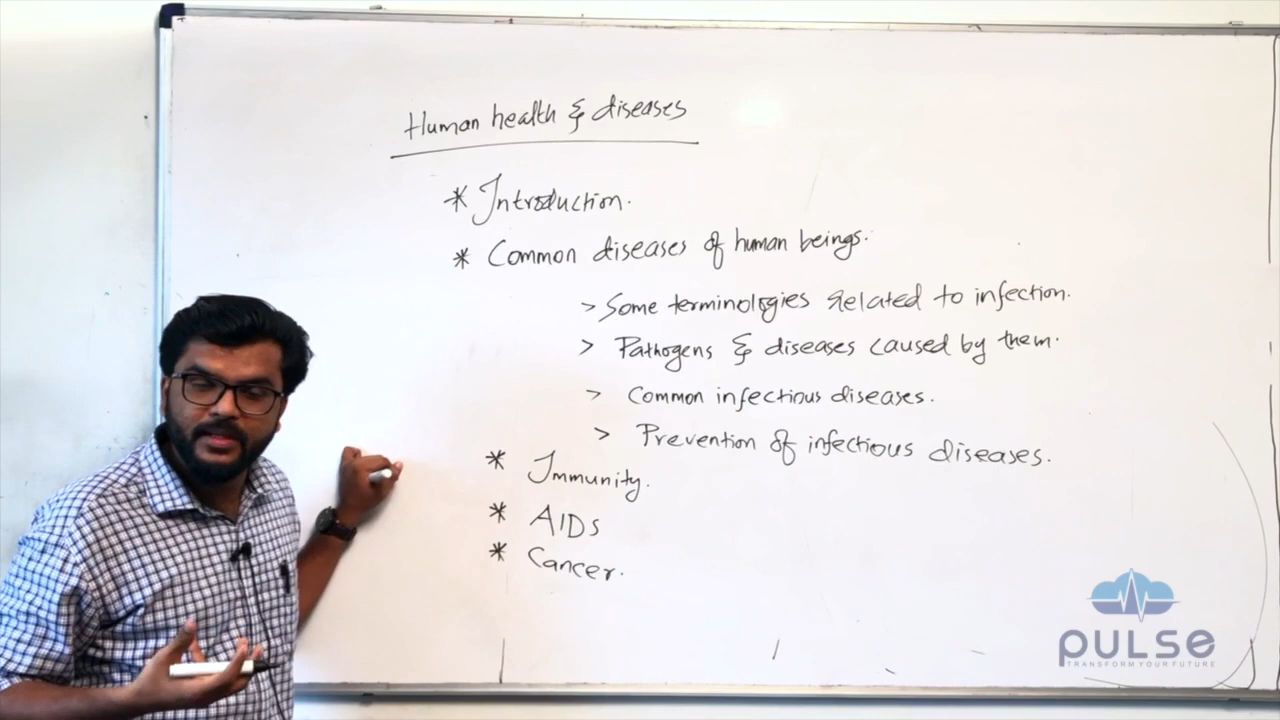 Human health & diseases
* Introduction.
* Common diseases of human beings.
> Some terminologies related to infection.
> Pathogens & diseases caused by them.
> Common infectious diseases.
> Prevention of infectious diseases.
* Immunity.
* AIDs
* Cancer.
PULSE
TRANSFORM YOUR FUTURE